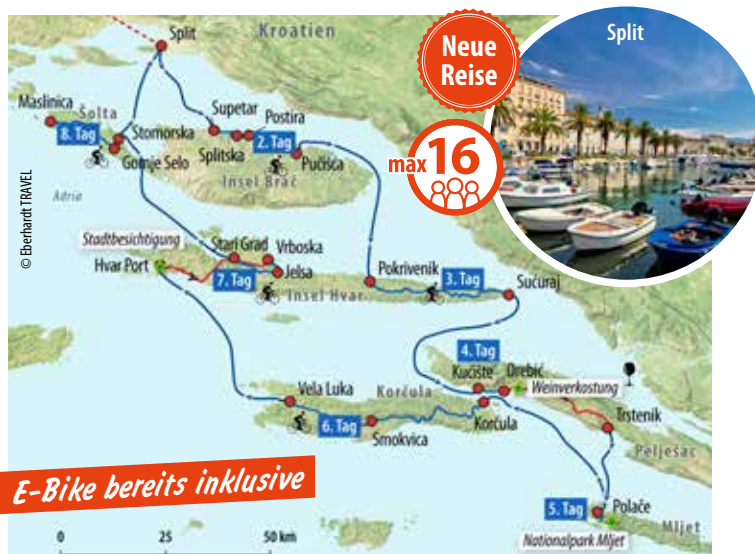 Split
Kroatien
Neue
Reise
Split
max 16
Maslinica
Šolta
8. Tag
Stomorska
Gornje Selo
Supetar
Postira
Splitska
2. Tag
Pučišća
Insel Brač
Adria
© Eberhardt TRAVEL
Stadtbesichtigung
Hvar Port
Stari Grad
Vrboska
Jelsa
7. Tag
Insel Hvar
Pokrivenik
3. Tag
Sućuraj
4. Tag
Kućište
Orebić
Weinverkostung
Vela Luka
Korčula
6. Tag
Smokvica
Korčula
Trstenik
Pelješac
E-Bike bereits inklusive
5. Tag
Polače
Mljet
Nationalpark Mljet
0 25 50 km